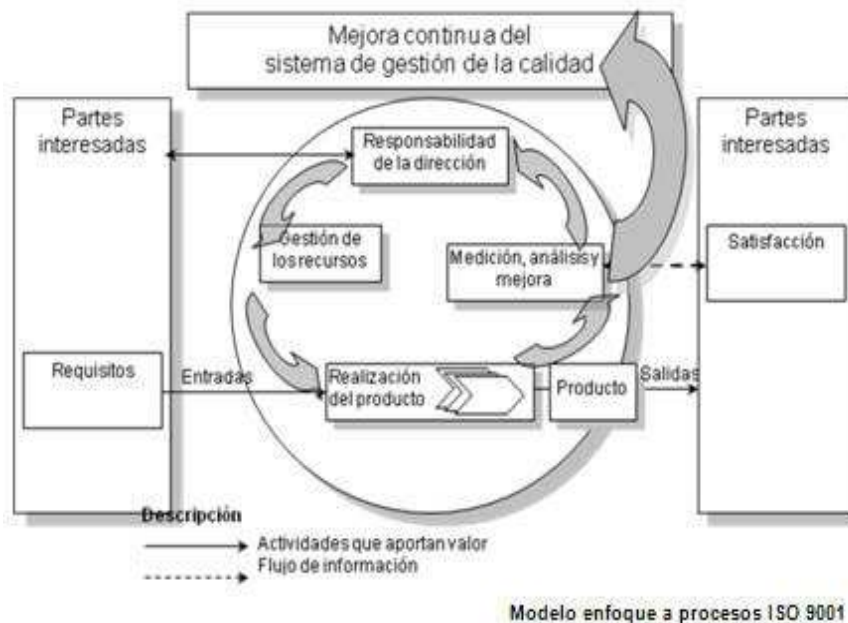 Mejora continua del
sistema de gestión de la calidad
Partes
interesadas
Partes
interesadas
Responsabilidad
de la dirección
Gestión de
los recursos
Medición, análisis y
mejora
Satisfacción
Requisitos
Entradas
Realización
del producto
Producto
Salidas
Descripción
Actividades que aportan valor
Flujo de información
Modelo enfoque a procesos ISO 9001